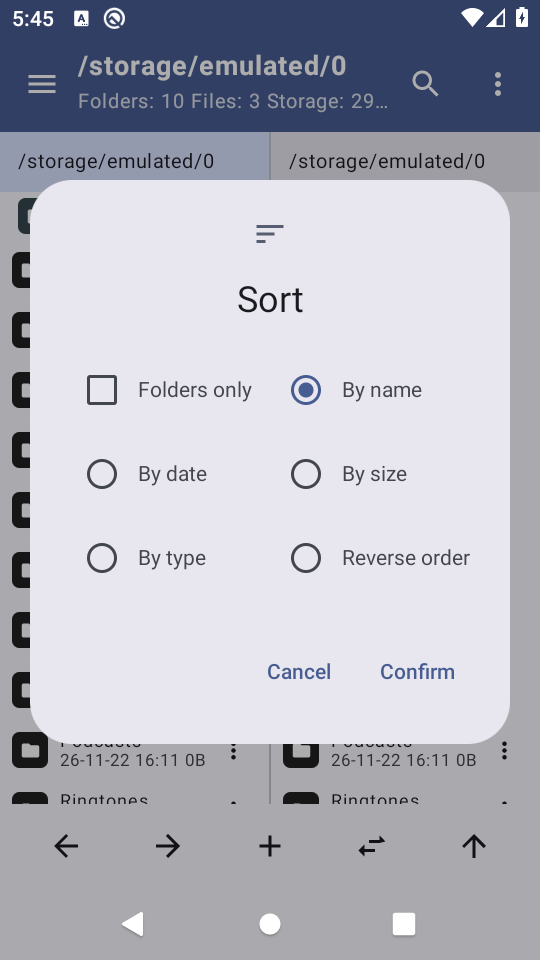 5:45
/storage/emulated/0
Folders: 10 Files: 3 Storage: 29…
/storage/emulated/0 /storage/emulated/0
Sort
Folders only By name
By date By size
By type Reverse order
Cancel Confirm
Podcasts Podcasts
26-11-22 16:11 0B 26-11-22 16:11 0B
Ringtones Ringtones